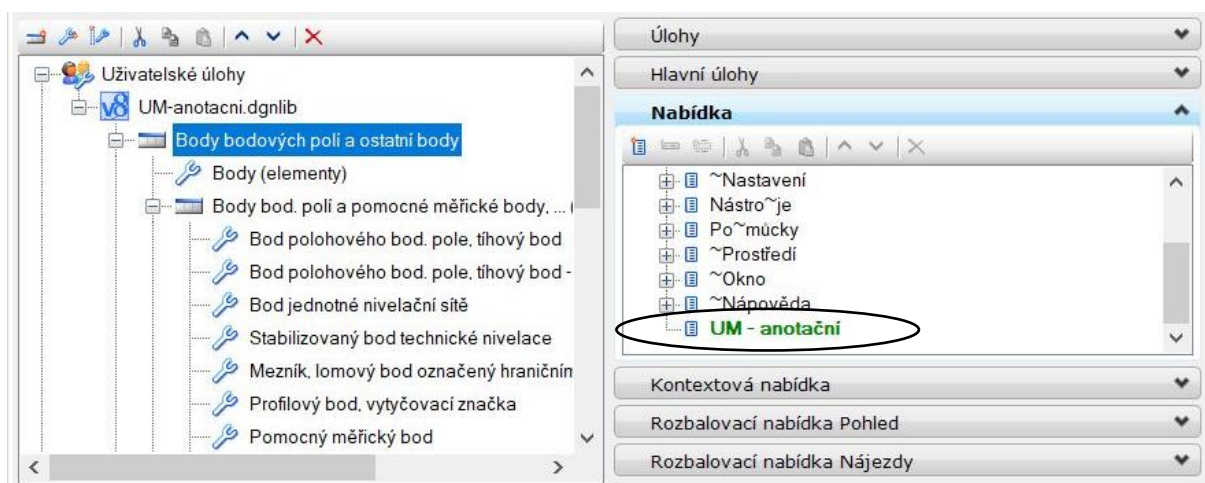 Uživatelské úlohy
UM-anotacni.dgnlib
Body bodových polí a ostatní body
Body (elementy)
Body bod. polí a pomocné měřické body, ... (
Bod polohového bod. pole, tíhový bod
Bod polohového bod. pole, tíhový bod -
Bod jednotné nivelační sítě
Stabilizovaný bod technické nivelace
Mezník, lomový bod označený hraničním
Profilový bod, vytyčovací značka
Pomocný měřický bod
Úlohy
Hlavní úlohy
Nabídka
~Nastavení
Nástro~je
Po~můcky
~Prostředí
~Okno
~Nápověda
UM - anotační
Kontextová nabídka
Rozbalovací nabídka Pohled
Rozbalovací nabídka Nájezdy